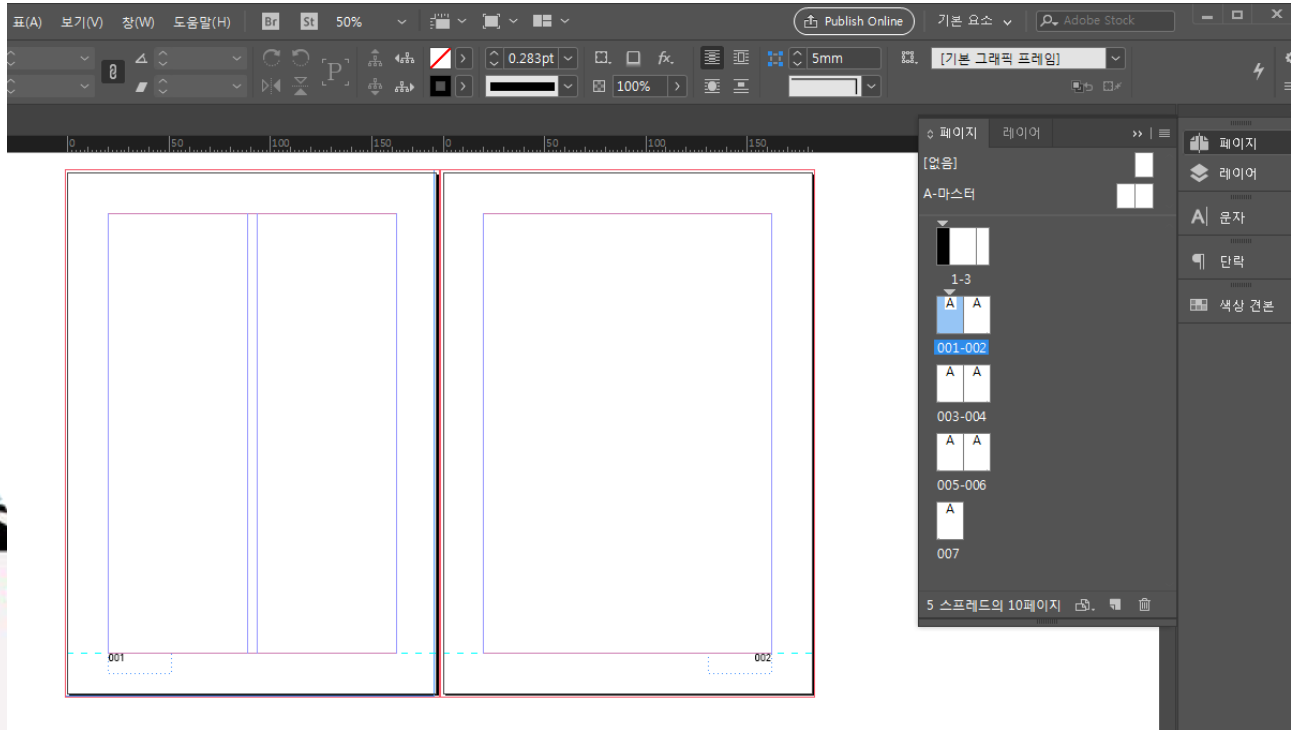 표(A) 보기(V) 창(W) 도움말(H) Br St 50% Publish Online 기본 요소 Adobe Stock
0.283pt fx. 5mm [기본 그래픽 프레임]
P 100%
페이지 레이어
0 50 100 150 0 50 100 150
[없음]
A-마스터
1-3
A A
001-002
A A
003-004
A A
005-006
A
007
5 스프레드의 10페이지
페이지
레이어
A 문자
단락
색상 견본
001 002